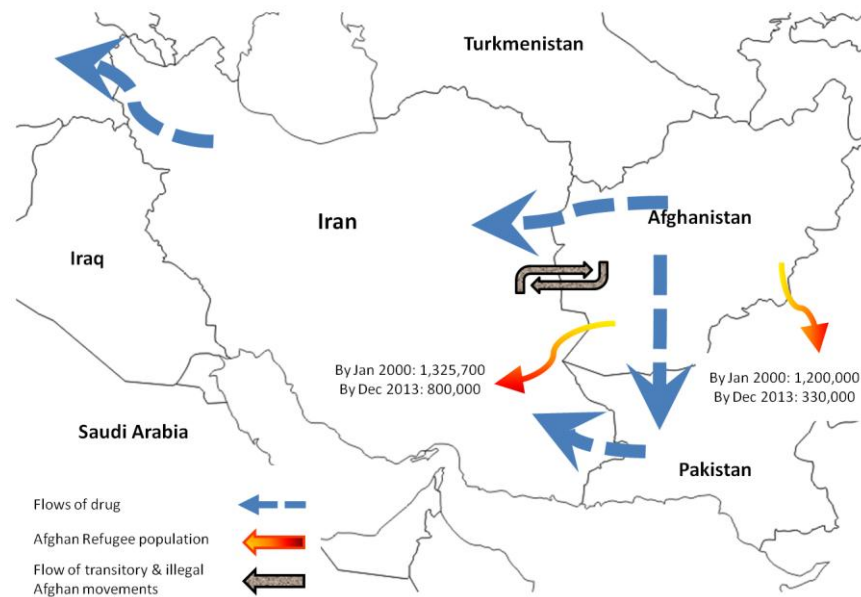 Turkmenistan
Iran
Afghanistan
Iraq
By Jan 2000: 1,325,700
By Dec 2013: 800,000
By Jan 2000: 1,200,000
By Dec 2013: 330,000
Saudi Arabia
Pakistan
Flows of drug
Afghan Refugee population
Flow of transitory & illegal
Afghan movements